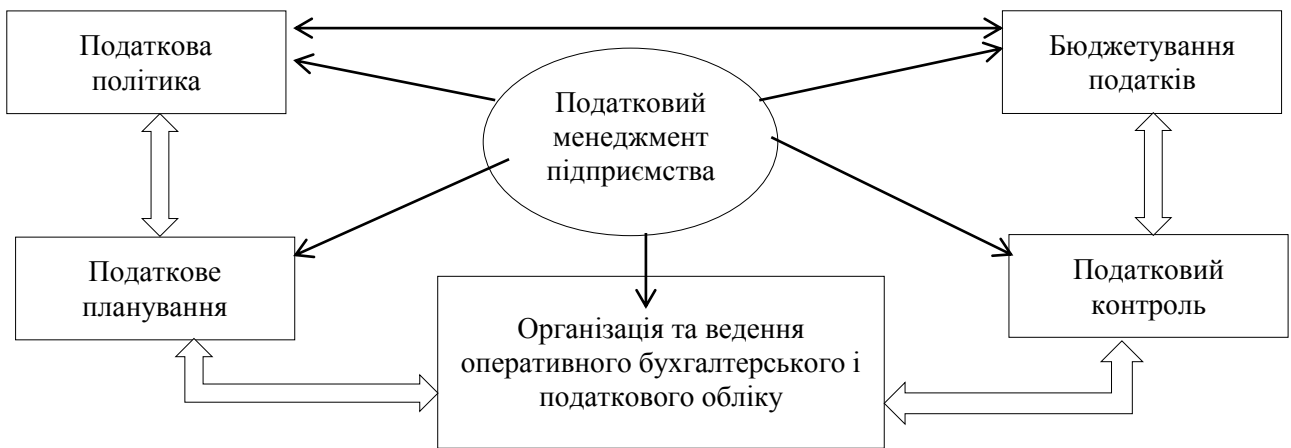 Податкова
політика
Податковий
менеджмент
підприємства
Бюджетування
податків
Податкове
планування
Організація та ведення
оперативного бухгалтерського і
податкового обліку
Податковий
контроль